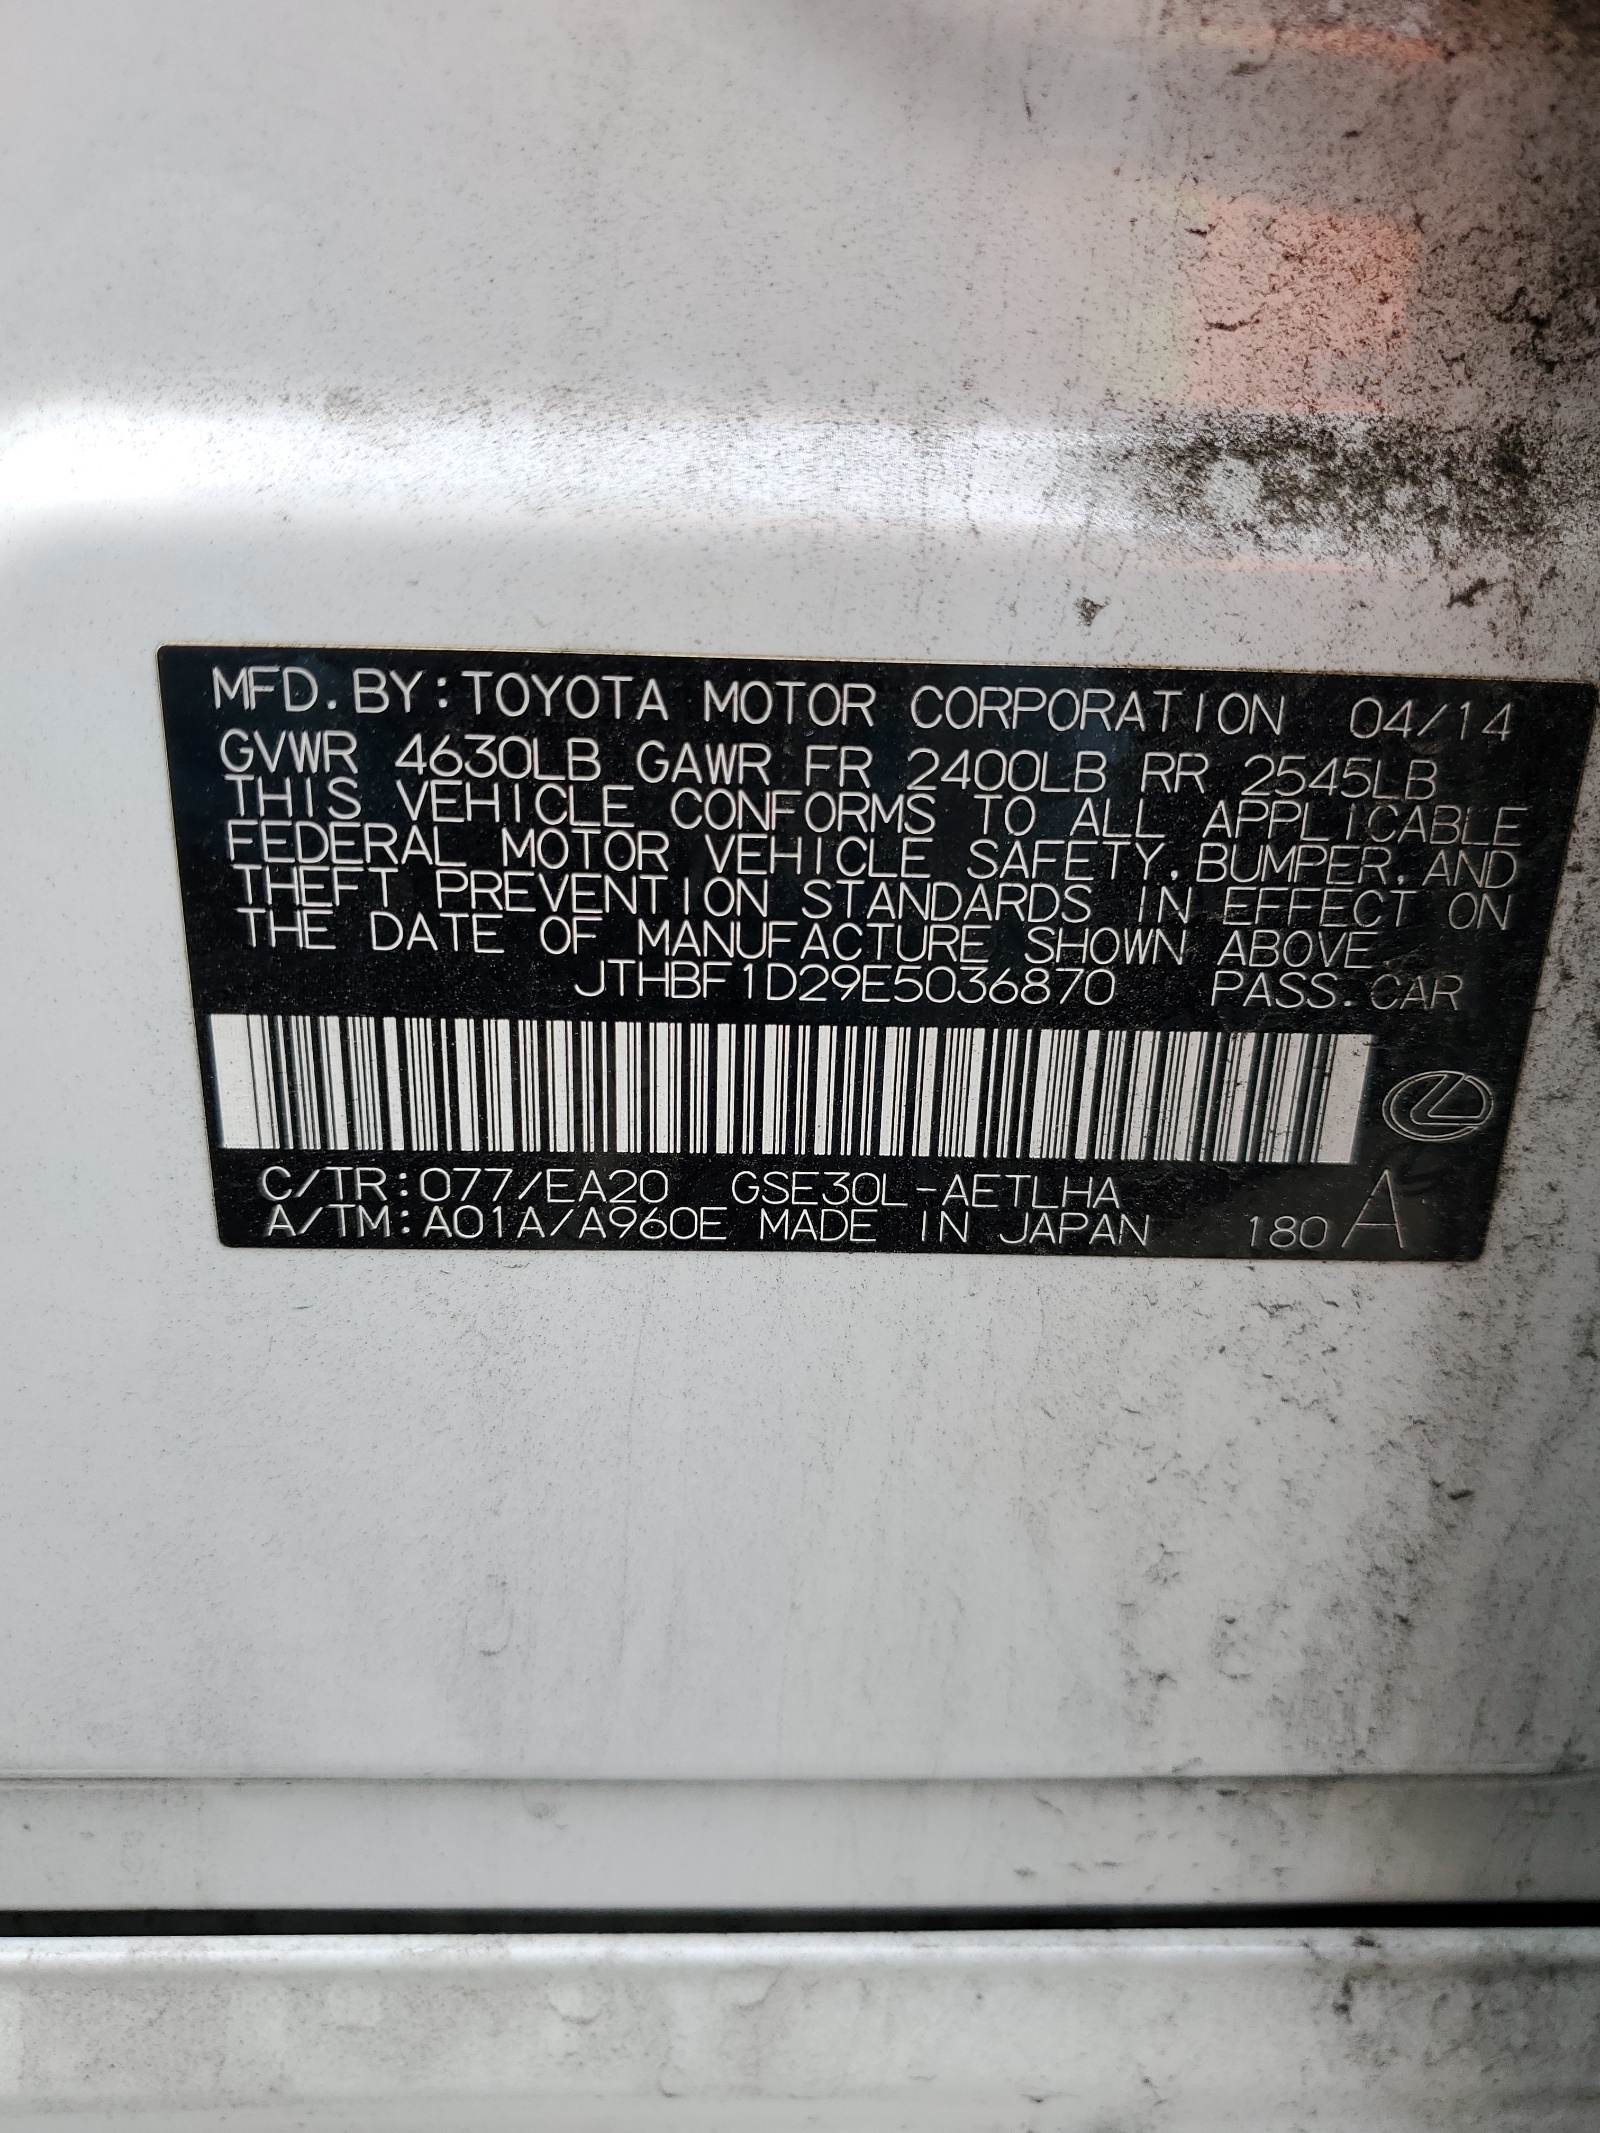 MFD. BY: TOYOTA MOTOR CORPORATION 04/14
GVWR 4630LB GAWR FR 2400LB RR 2545LB
THIS VEHICLE CONFORMS TO ALL APPLICABLE
FEDERAL MOTOR VEHICLE SAFETY, BUMPER, AND
THEFT PREVENTION STANDARDS IN EFFECT ON
THE DATE OF MANUFACTURE SHOWN ABOVE.
JTHBF1D29E5036870 PASS. CAR
C/TR:077/EA20 GSE30L-AETLHA
A/TM:A01A/A960E MADE IN JAPAN 180 A